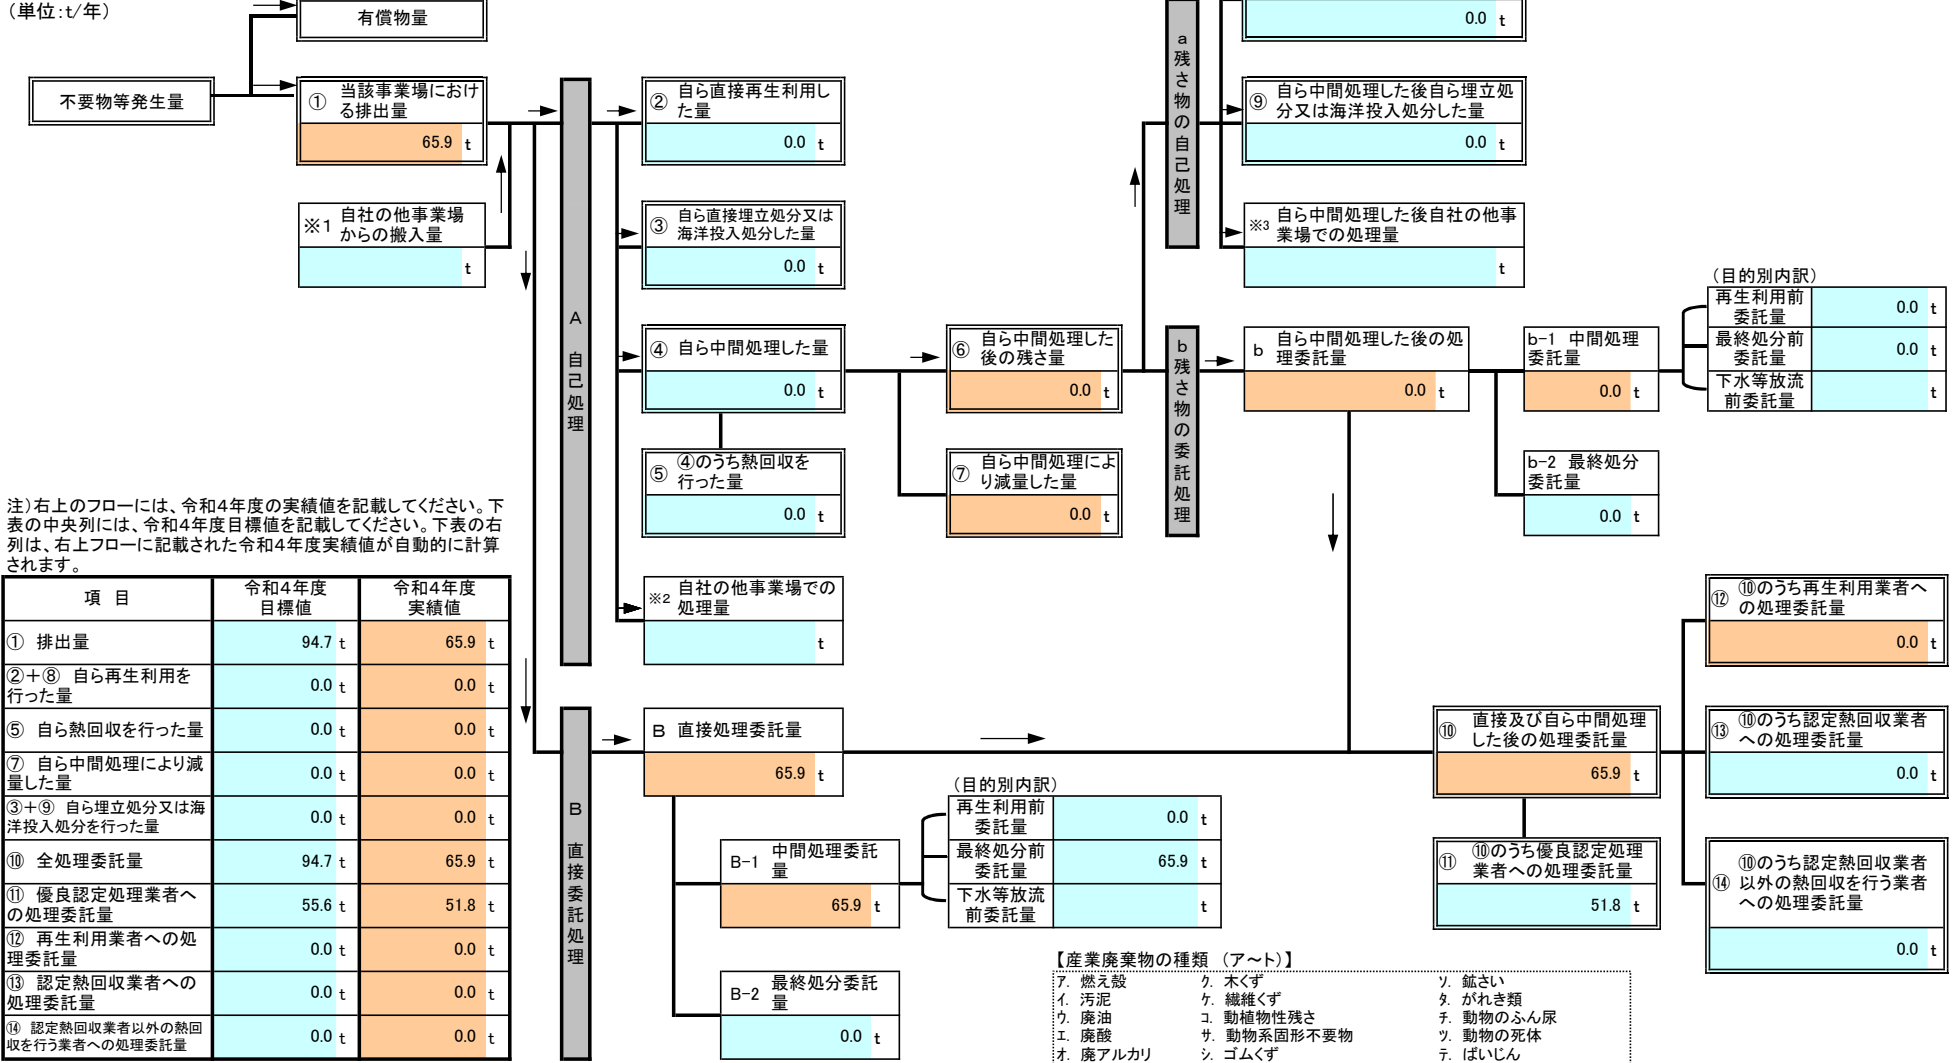 （単位:t/年）
有償物量
0.0 t
不要物等発生量
① 当該事業場におけ
る排出量
65.9 t
※1 自社の他事業場
からの搬入量
t
A 自己処理
② 自ら直接再生利用し
た量
0.0 t
③ 自ら直接埋立処分又は
海洋投入処分した量
0.0 t
④ 自ら中間処理した量
0.0 t
⑤ ④のうち熱回収を
行った量
0.0 t
※2 自社の他事業場での
処理量
t
⑥ 自ら中間処理した
後の残さ量
0.0 t
⑦ 自ら中間処理によ
り減量した量
0.0 t
a 残さ物の自己処理
⑨ 自ら中間処理した後自ら埋立処
分又は海洋投入処分した量
0.0 t
※3 自ら中間処理した後自社の他事
業場での処理量
t
b 残さ物の委託処理
b 自ら中間処理した後の処
理委託量
0.0 t
b-1 中間処理
委託量
0.0 t
b-2 最終処分
委託量
0.0 t
（目的別内訳）
再生利用前
委託量
0.0 t
最終処分前
委託量
0.0 t
下水等放流
前委託量
t
注）右上のフローには、令和4年度の実績値を記載してください。下
表の中央列には、令和4年度目標値を記載してください。下表の右
列は、右上フローに記載された令和4年度実績値が自動的に計算
されます。
項 目
令和4年度
目標値
令和4年度
実績値
① 排出量
94.7 t 65.9 t
②＋⑧ 自ら再生利用を
行った量
0.0 t 0.0 t
⑤ 自ら熱回収を行った量
0.0 t 0.0 t
⑦ 自ら中間処理により減
量した量
0.0 t 0.0 t
③＋⑨ 自ら埋立処分又は海
洋投入処分を行った量
0.0 t 0.0 t
⑩ 全処理委託量
94.7 t 65.9 t
⑪ 優良認定処理業者へ
の処理委託量
55.6 t 51.8 t
⑫ 再生利用業者への処
理委託量
0.0 t 0.0 t
⑬ 認定熱回収業者への
処理委託量
0.0 t 0.0 t
⑭ 認定熱回収業者以外の熱回
収を行う業者への処理委託量
0.0 t 0.0 t
B 直接委託処理
B 直接処理委託量
65.9 t
B-1 中間処理委託
量
65.9 t
B-2 最終処分委託
量
0.0 t
（目的別内訳）
再生利用前
委託量
0.0 t
最終処分前
委託量
65.9 t
下水等放流
前委託量
t
⑩ 直接及び自ら中間処理
した後の処理委託量
65.9 t
⑪ ⑩のうち優良認定処理
業者への処理委託量
51.8 t
⑫ ⑩のうち再生利用業者へ
の処理委託量
0.0 t
⑬ ⑩のうち認定熱回収業者
への処理委託量
0.0 t
⑭ ⑩のうち認定熱回収業者
以外の熱回収を行う業者
への処理委託量
0.0 t
【産業廃棄物の種類 （ア～ト）】
ア. 燃え殻 ク. 木くず ソ. 鉱さい
イ. 汚泥 ケ. 繊維くず タ. がれき類
ウ. 廃油 コ. 動植物性残さ チ. 動物のふん尿
エ. 廃酸 サ. 動物系固形不要物 ツ. 動物の死体
オ. 廃アルカリ シ. ゴムくず テ. ばいじん